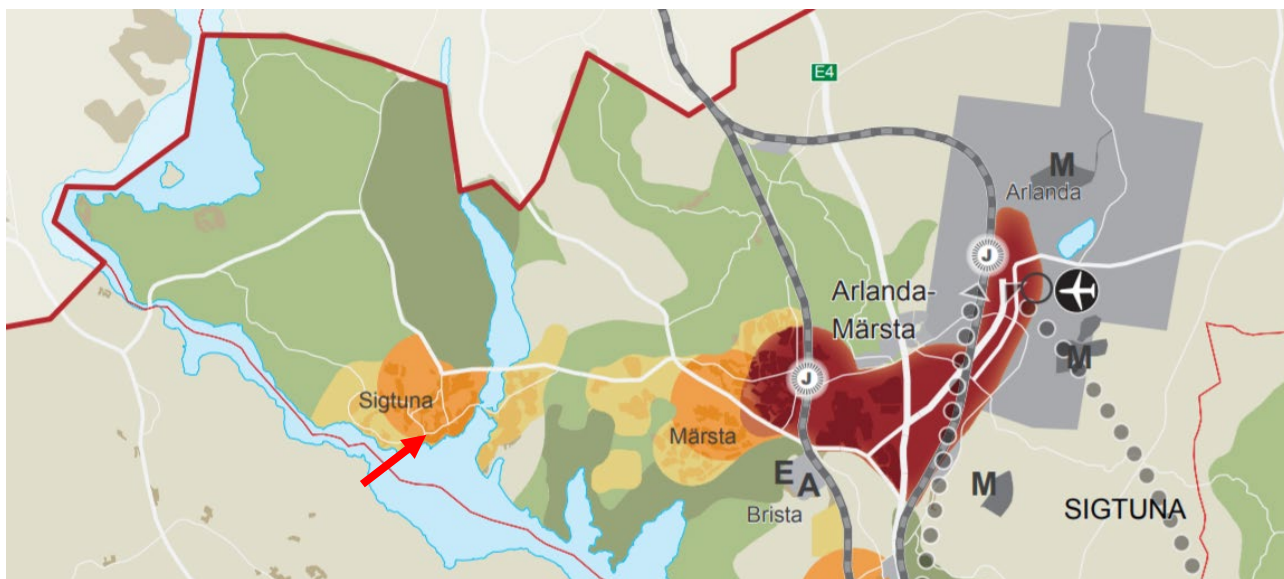 E4
M
Arlanda
J
Arlanda-
Märsta
M
J
Sigtuna
Märsta
E
A
M
Brista
SIGTUNA